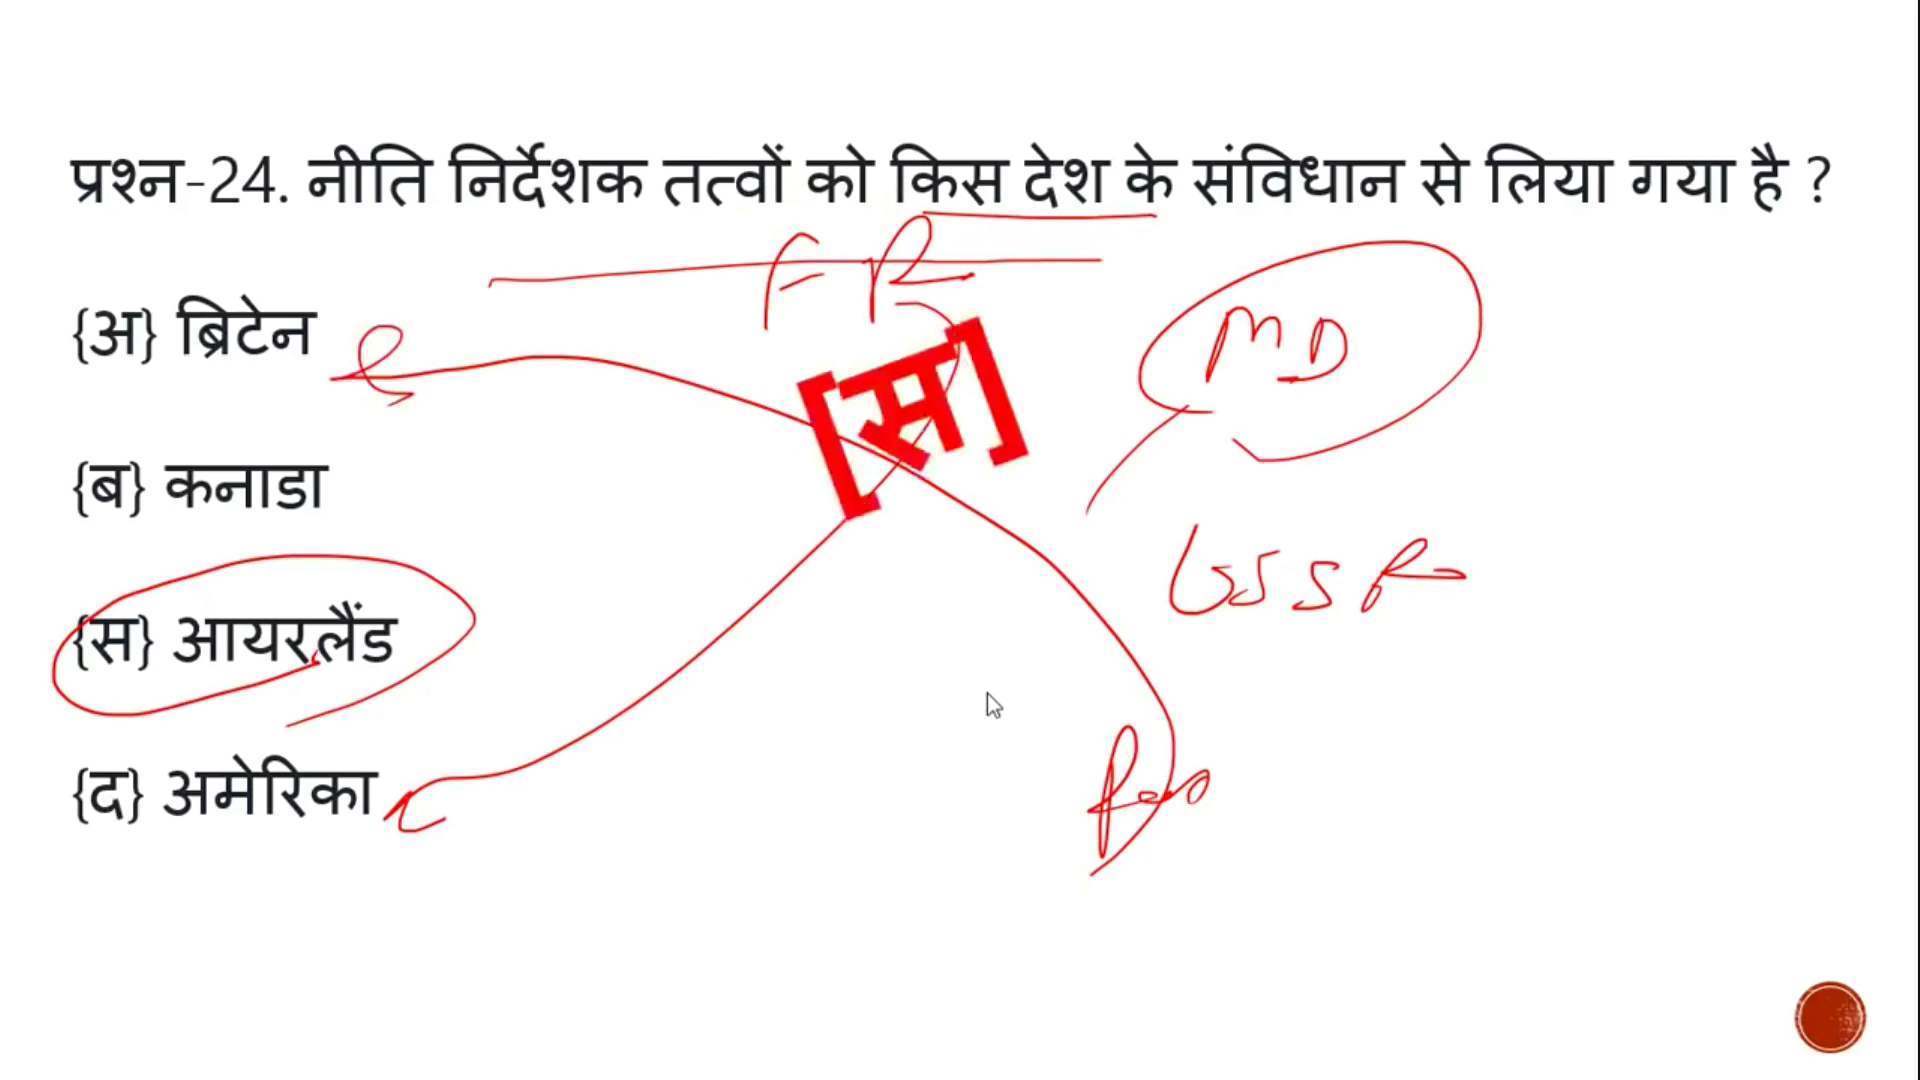 प्रश्न-24. नीति निर्देशक तत्वों को किस देश के संविधान से लिया गया है ?
FR
{अ} ब्रिटेन
MD
[स]
{ब} कनाडा
USSR
{स} आयरलैंड
{द} अमेरिका